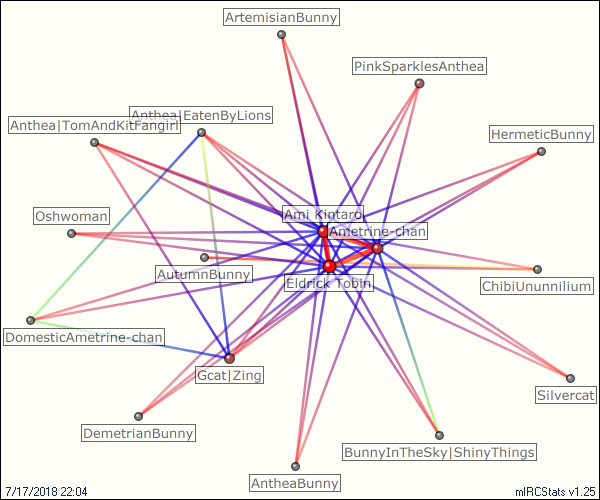 ArtemisianBunny
PinkSparklesAnthea
Anthea|EatenByLions
Anthea|TomAndKitFangirl
HermeticBunny
Oshwoman
Ami Kintaro
Ametrine-chan
AutumnBunny
Eldrick Tobin
ChibiUnunnilium
DomesticAmetrine-chan
Gcat|Zing
Silvercat
DemetrianBunny
BunnyInTheSky|ShinyThings
AntheaBunny
7/17/2018 22:04
mIRCStats v1.25